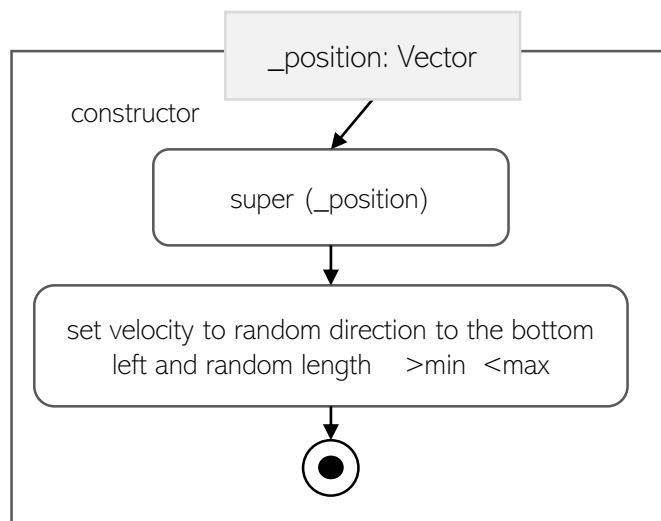 _position: Vector
constructor
super (_position)
set velocity to random direction to the bottom
left and random length >min <max